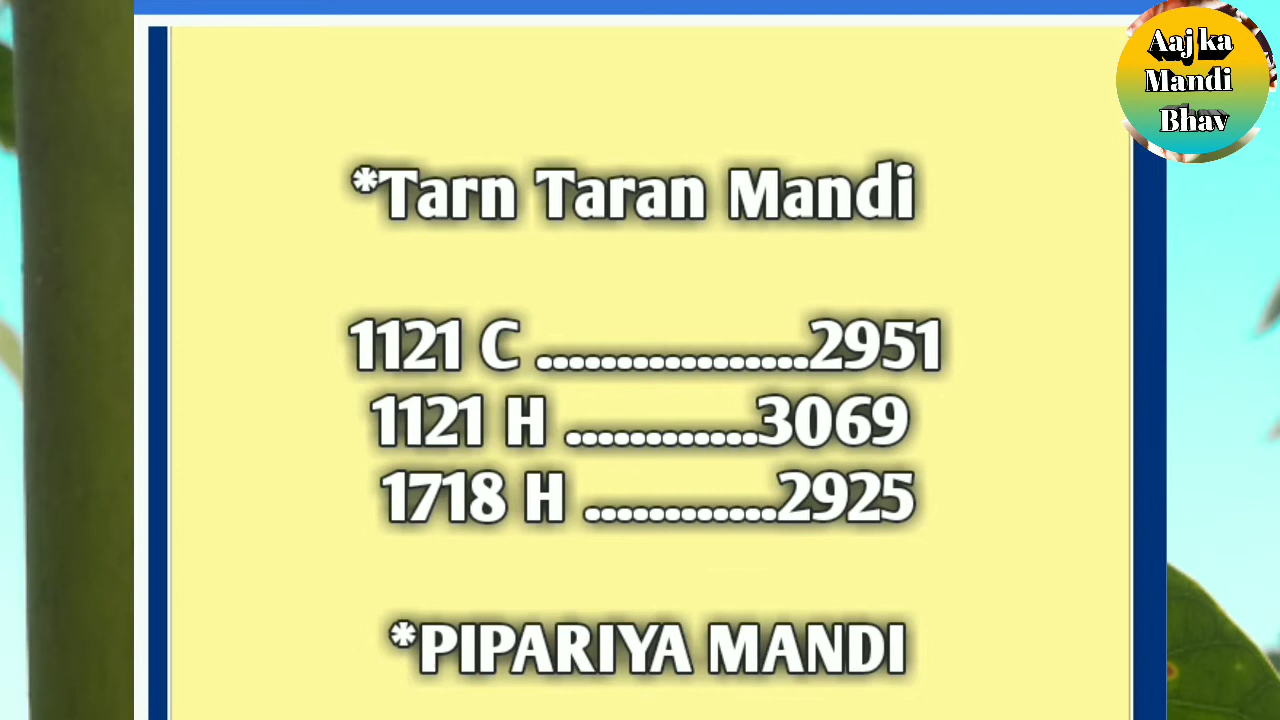 Aaj ka
Mandi
Bhav
*Tarn Taran Mandi
1121 C .................2951
1121 H ............3069
1718 H ............2925
*PIPARIYA MANDI